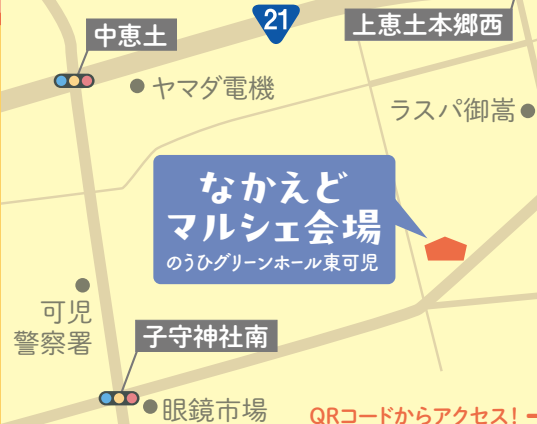 21
中恵土
上恵土本郷西
ヤマダ電機
ラスパ御嵩
なかえど
マルシェ会場
のうひグリーンホール東可児
可児
警察署
子守神社南
眼鏡市場
QRコードからアクセス!